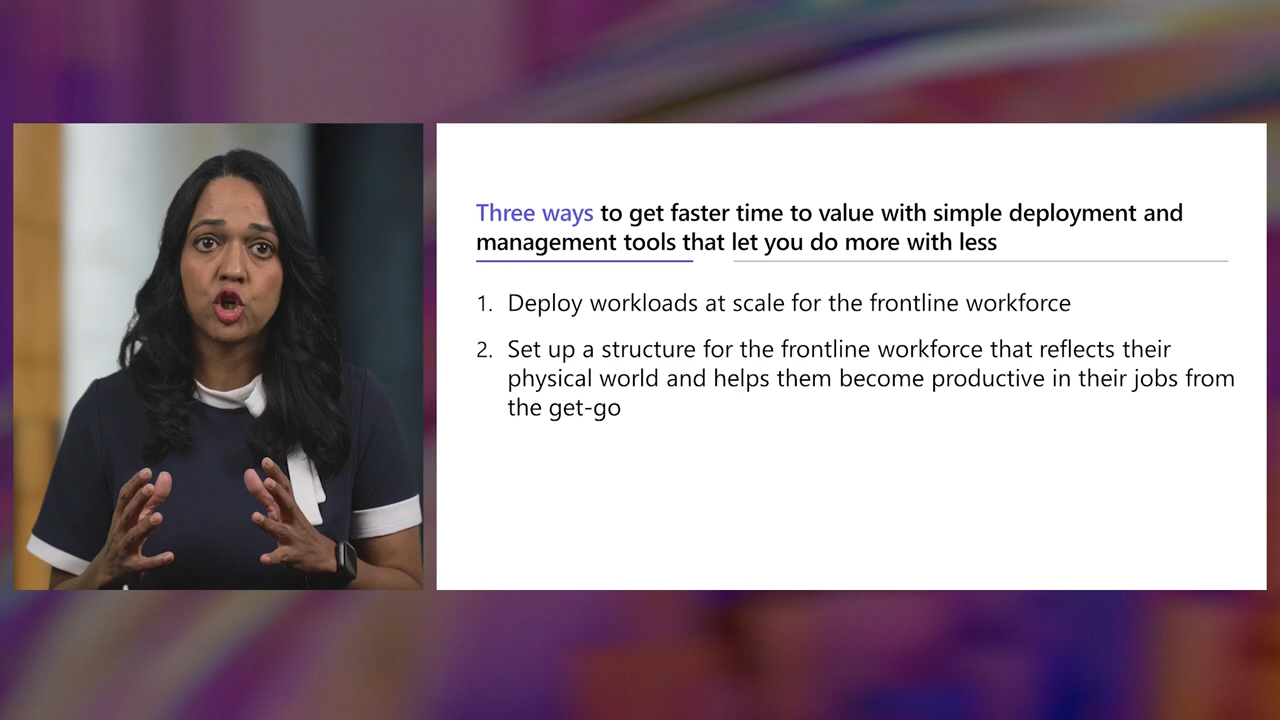 Three ways to get faster time to value with simple deployment and
management tools that let you do more with less
1. Deploy workloads at scale for the frontline workforce
2. Set up a structure for the frontline workforce that reflects their
physical world and helps them become productive in their jobs from
the get-go